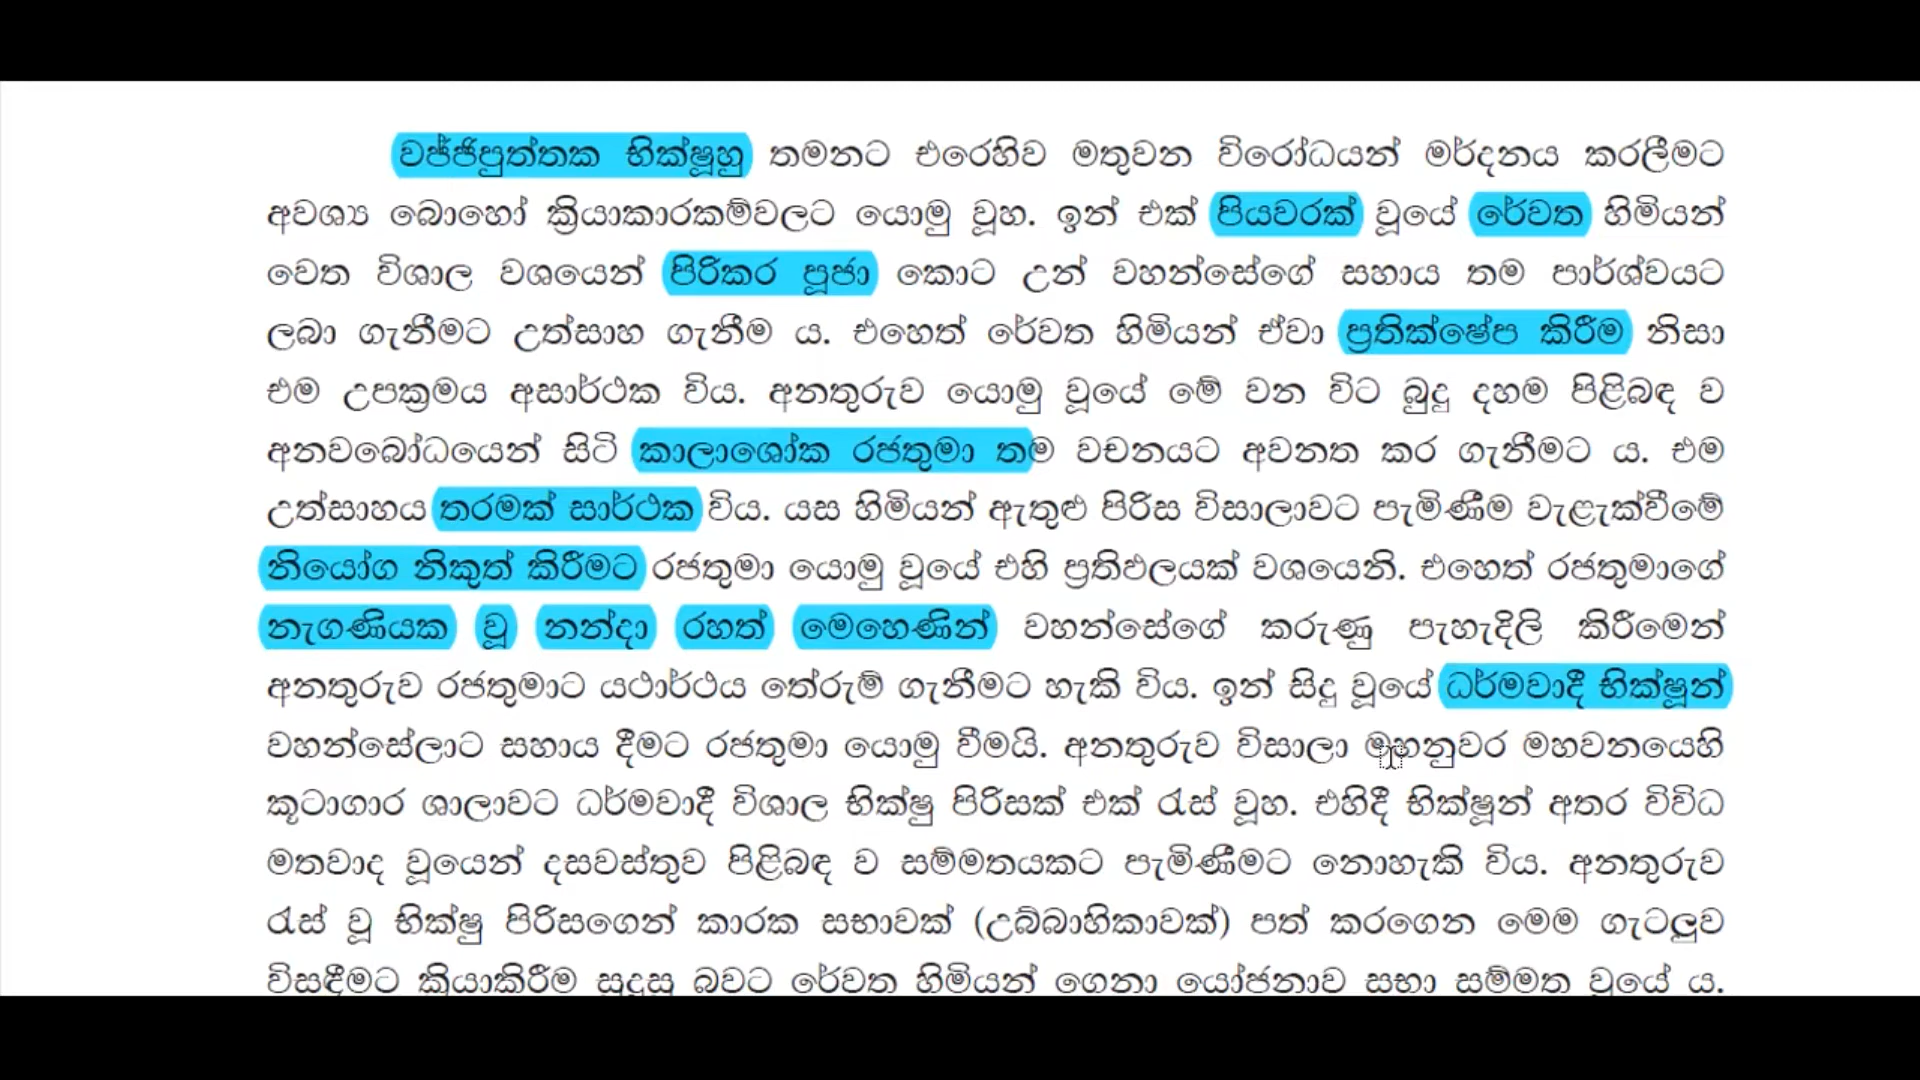 වජ්ජිපුත්තක භික්ෂූහු තමනට එරෙහිව මතුවන විරෝධයන් මර්දනය කරලීමට
අවශ්‍ය බොහෝ ක්‍රියාකාරකම්වලට යොමු වූහ. ඉන් එක් පියවරක් වූයේ රේවත හිමියන්
වෙත විශාල වශයෙන් පිරිකර පූජා කොට උන් වහන්සේගේ සහාය තම පාර්ශ්වයට
ලබා ගැනීමට උත්සාහ ගැනීම ය. එහෙත් රේවත හිමියන් ඒවා ප්‍රතික්ෂේප කිරීම නිසා
එම උපක්‍රමය අසාර්ථක විය. අනතුරුව යොමු වූයේ මේ වන විට බුදු දහම පිළිබඳ ව
අනවබෝධයෙන් සිටි කාලාශෝක රජතුමා තම වචනයට අවනත කර ගැනීමට ය. එම
උත්සාහය තරමක් සාර්ථක විය. යස හිමියන් ඇතුළු පිරිස විසාලාවට පැමිණීම වැළැක්වීමේ
නියෝග නිකුත් කිරීමට රජතුමා යොමු වූයේ එහි ප්‍රතිඵලයක් වශයෙනි. එහෙත් රජතුමාගේ
නැගණියක වූ නන්දා රහත් මෙහෙණින් වහන්සේගේ කරුණු පැහැදිලි කිරීමෙන්
අනතුරුව රජතුමාට යථාර්ථය තේරුම් ගැනීමට හැකි විය. ඉන් සිදු වූයේ ධර්මවාදී භික්ෂූන්
වහන්සේලාට සහාය දීමට රජතුමා යොමු වීමයි. අනතුරුව විසාලා මහනුවර මහවනයෙහි
කූටාගාර ශාලාවට ධර්මවාදී විශාල භික්ෂු පිරිසක් එක් රැස් වූහ. එහිදී භික්ෂූන් අතර විවිධ
මතවාද වූයෙන් දසවස්තුව පිළිබඳ ව සම්මතයකට පැමිණීමට නොහැකි විය. අනතුරුව
රැස් වූ භික්ෂු පිරිසගෙන් කාරක සභාවක් (උබ්බාහිකාවක්) පත් කරගෙන මෙම ගැටලුව
විසඳීමට ක්‍රියාකිරීම සුදුසු බවට රේවත හිමියන් ගෙනා යෝජනාව සභා සම්මත වූයේ ය.